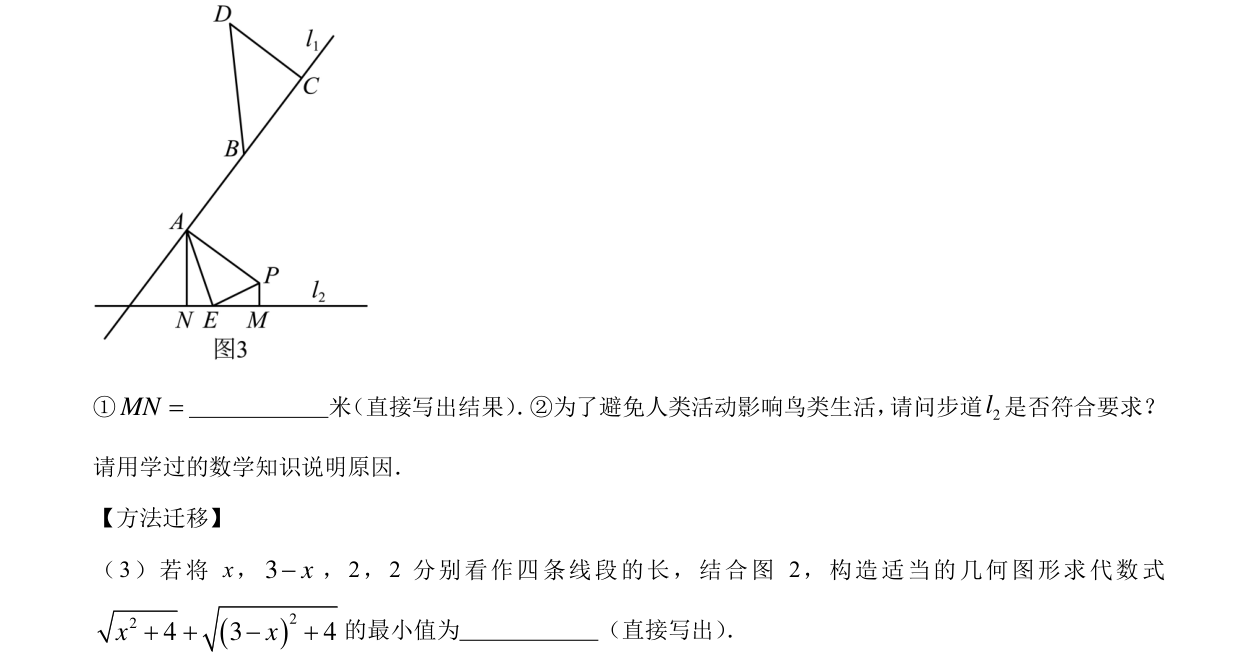 D
l₁
C
B
A
P
l₂
N E M
图3
①MN = ____________米(直接写出结果). ②为了避免人类活动影响鸟类生活,请问步道l₂是否符合要求?
请用学过的数学知识说明原因.
【方法迁移】
(3)若将 x, 3−x ,2,2 分别看作四条线段的长,结合图 2,构造适当的几何图形求代数式
√(x²+4)+√((3−x)²+4) 的最小值为____________(直接写出).